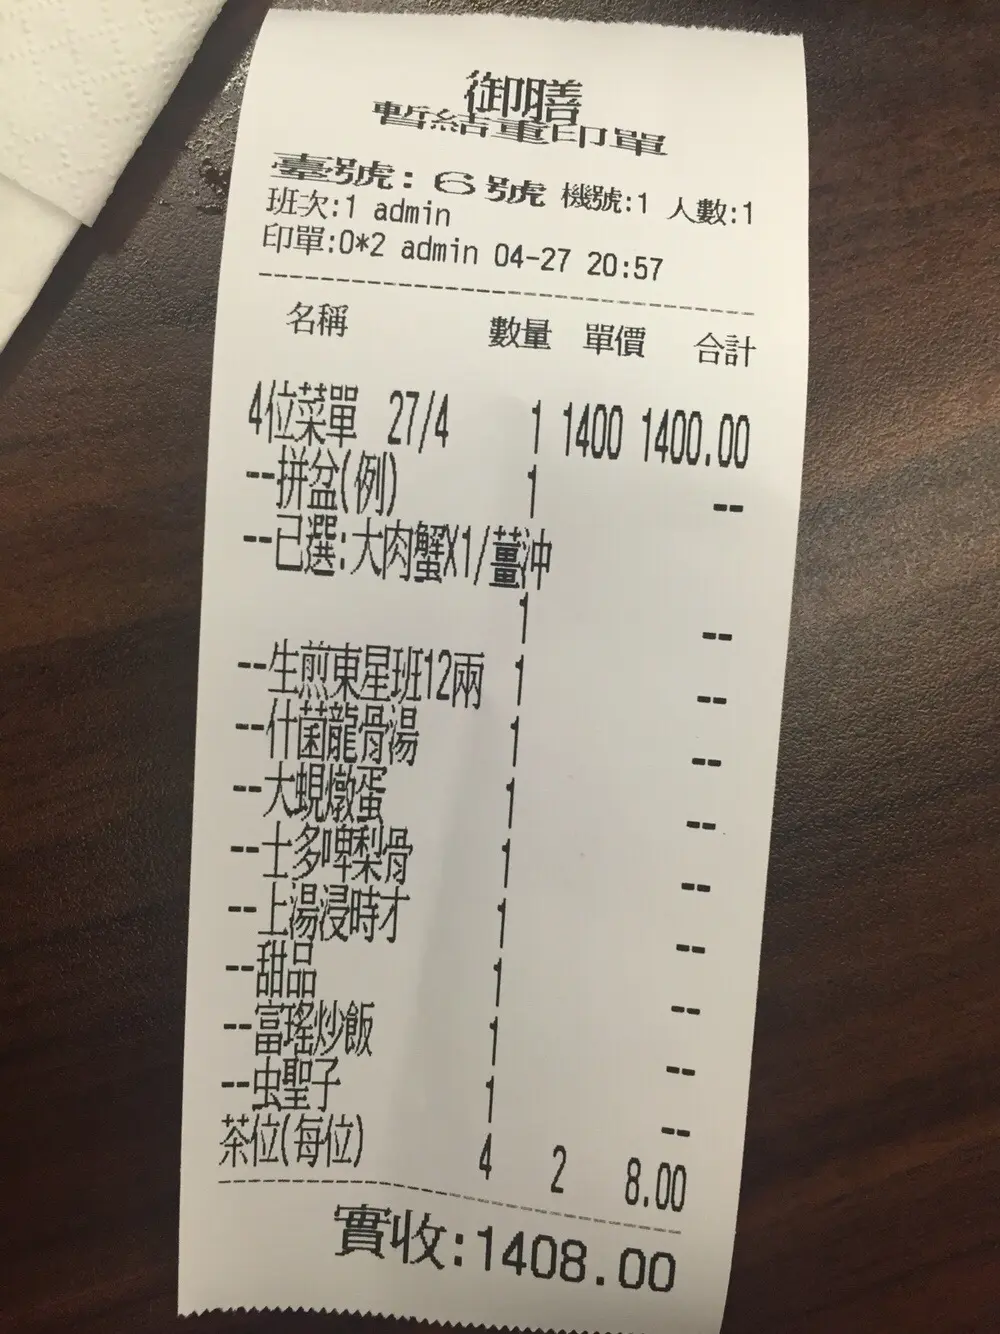 御膳
暫結重印單
臺號:6號 機號:1 人數:1
班次:1 admin
印單:0*2 admin 04-27 20:57
名稱 數量 單價 合計
4位菜單 27/4 1 1400 1400.00
--拼盆(例) 1 --
--已選:大肉蟹X1/薑沖
1 --
--生煎東星班12兩 1 --
--什菌龍骨湯 1 --
--大蜆燉蛋 1 --
--士多啤梨骨 1 --
--上湯浸時才 1 --
--甜品 1 --
--富瑤炒飯 1 --
--虫聖子 1 --
茶位(每位) 4 2 8.00
實收:1408.00